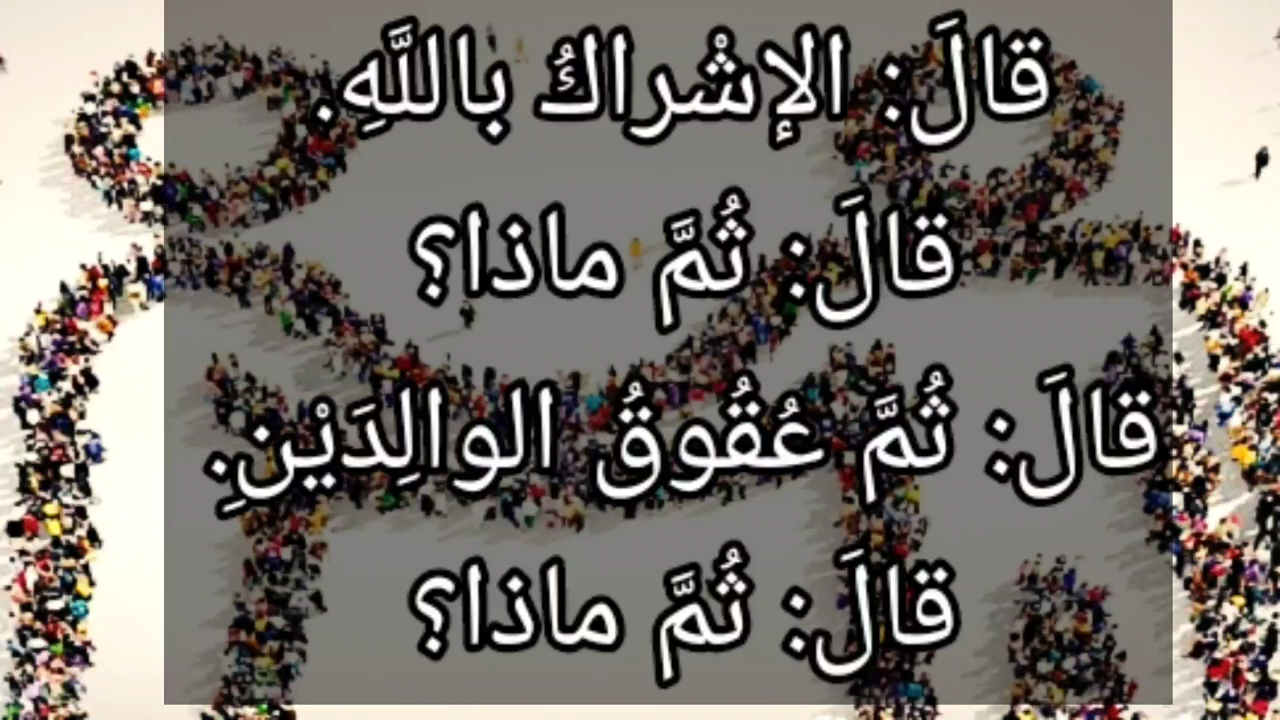 قالَ: الإشْراكُ باللَّهِ.
قالَ: ثُمَّ ماذا؟
قالَ: ثُمَّ عُقُوقُ الوالِدَيْنِ.
قالَ: ثُمَّ ماذا؟